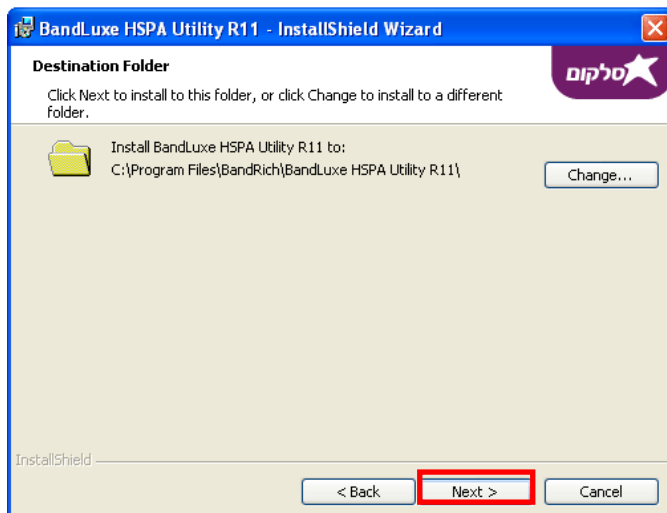 BandLuxe HSPA Utility R11 - InstallShield Wizard
Destination Folder
Click Next to install to this folder, or click Change to install to a different
folder.
סלקום
Install BandLuxe HSPA Utility R11 to:
C:\Program Files\BandRich\BandLuxe HSPA Utility R11\
Change...
InstallShield
< Back
Next >
Cancel